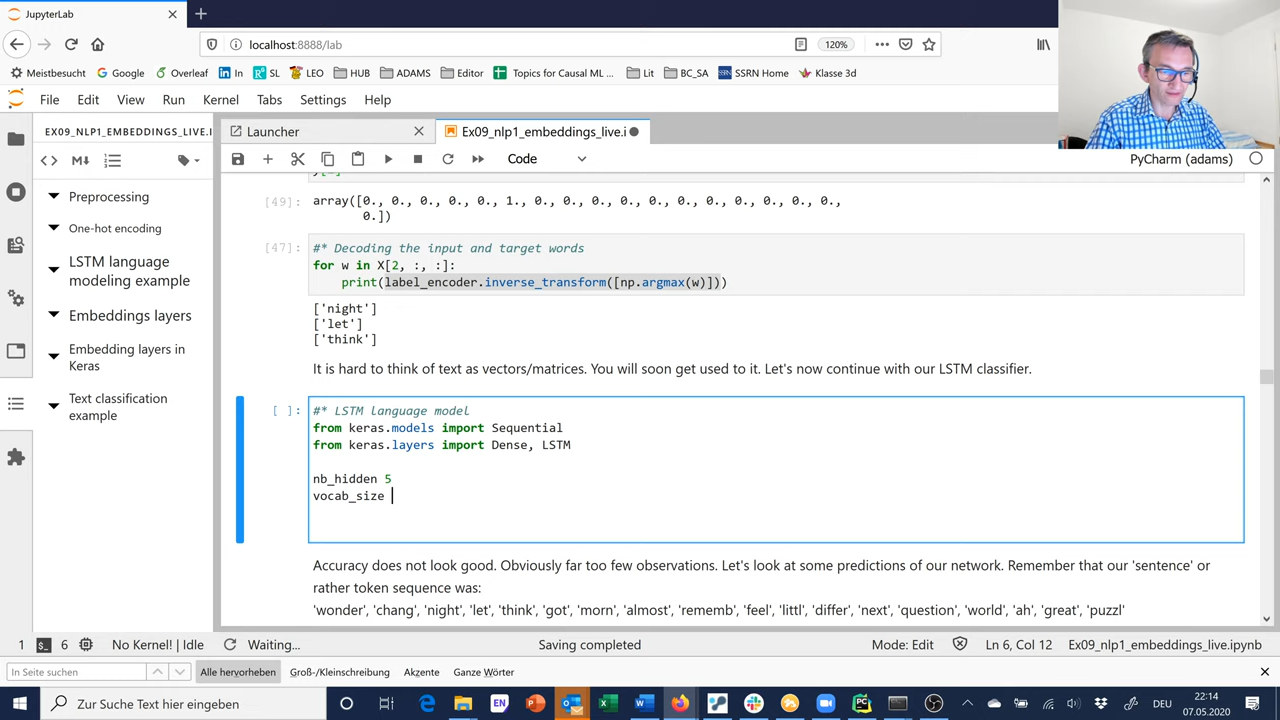 JupyterLab
localhost:8888/lab
120%
Meistbesucht
Google
Overleaf
In
SL
LEO
HUB
ADAMS
Editor
Topics for Causal ML ...
Lit
BC_SA
SSRN Home
Klasse 3d
File Edit View Run Kernel Tabs Settings Help
EX09_NLP1_EMBEDDINGS_LIVE.I
Launcher
Ex09_nlp1_embeddings_live.i
Code
PyCharm (adams)
Preprocessing
One-hot encoding
LSTM language
modeling example
Embeddings layers
Embedding layers in
Keras
Text classification
example
[49]:
array([0., 0., 0., 0., 0., 1., 0., 0., 0., 0., 0., 0., 0., 0., 0., 0., 0.,
0.])
[47]:
#* Decoding the input and target words
for w in X[2, :, :]:
print(label_encoder.inverse_transform([np.argmax(w)]))
['night']
['let']
['think']
It is hard to think of text as vectors/matrices. You will soon get used to it. Let's now continue with our LSTM classifier.
[ ]:
#* LSTM language model
from keras.models import Sequential
from keras.layers import Dense, LSTM
nb_hidden 5
vocab_size
Accuracy does not look good. Obviously far too few observations. Let's look at some predictions of our network. Remember that our 'sentence' or
rather token sequence was:
'wonder', 'chang', 'night', 'let', 'think', 'got', 'morn', 'almost', 'rememb', 'feel', 'littl', 'differ', 'next', 'question', 'world', 'ah', 'great', 'puzzl'
1
6
No Kernel! | Idle
Waiting...
Saving completed
Mode: Edit
Ln 6, Col 12
Ex09_nlp1_embeddings_live.ipynb
In Seite suchen
Alle hervorheben
Groß-/Kleinschreibung
Akzente
Ganze Wörter
Zur Suche Text hier eingeben
EN
DEU
22:14
07.05.2020